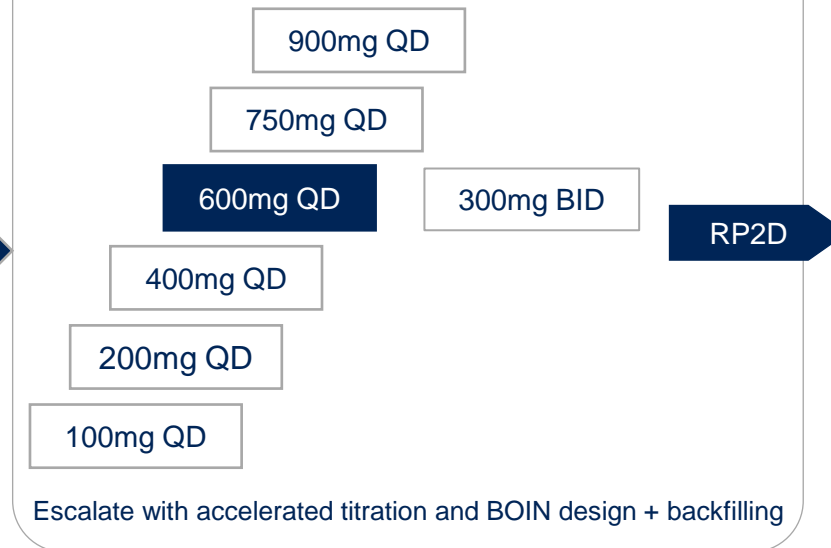 900mg QD
750mg QD
600mg QD
300mg BID
RP2D
400mg QD
200mg QD
100mg QD
Escalate with accelerated titration and BOIN design + backfilling